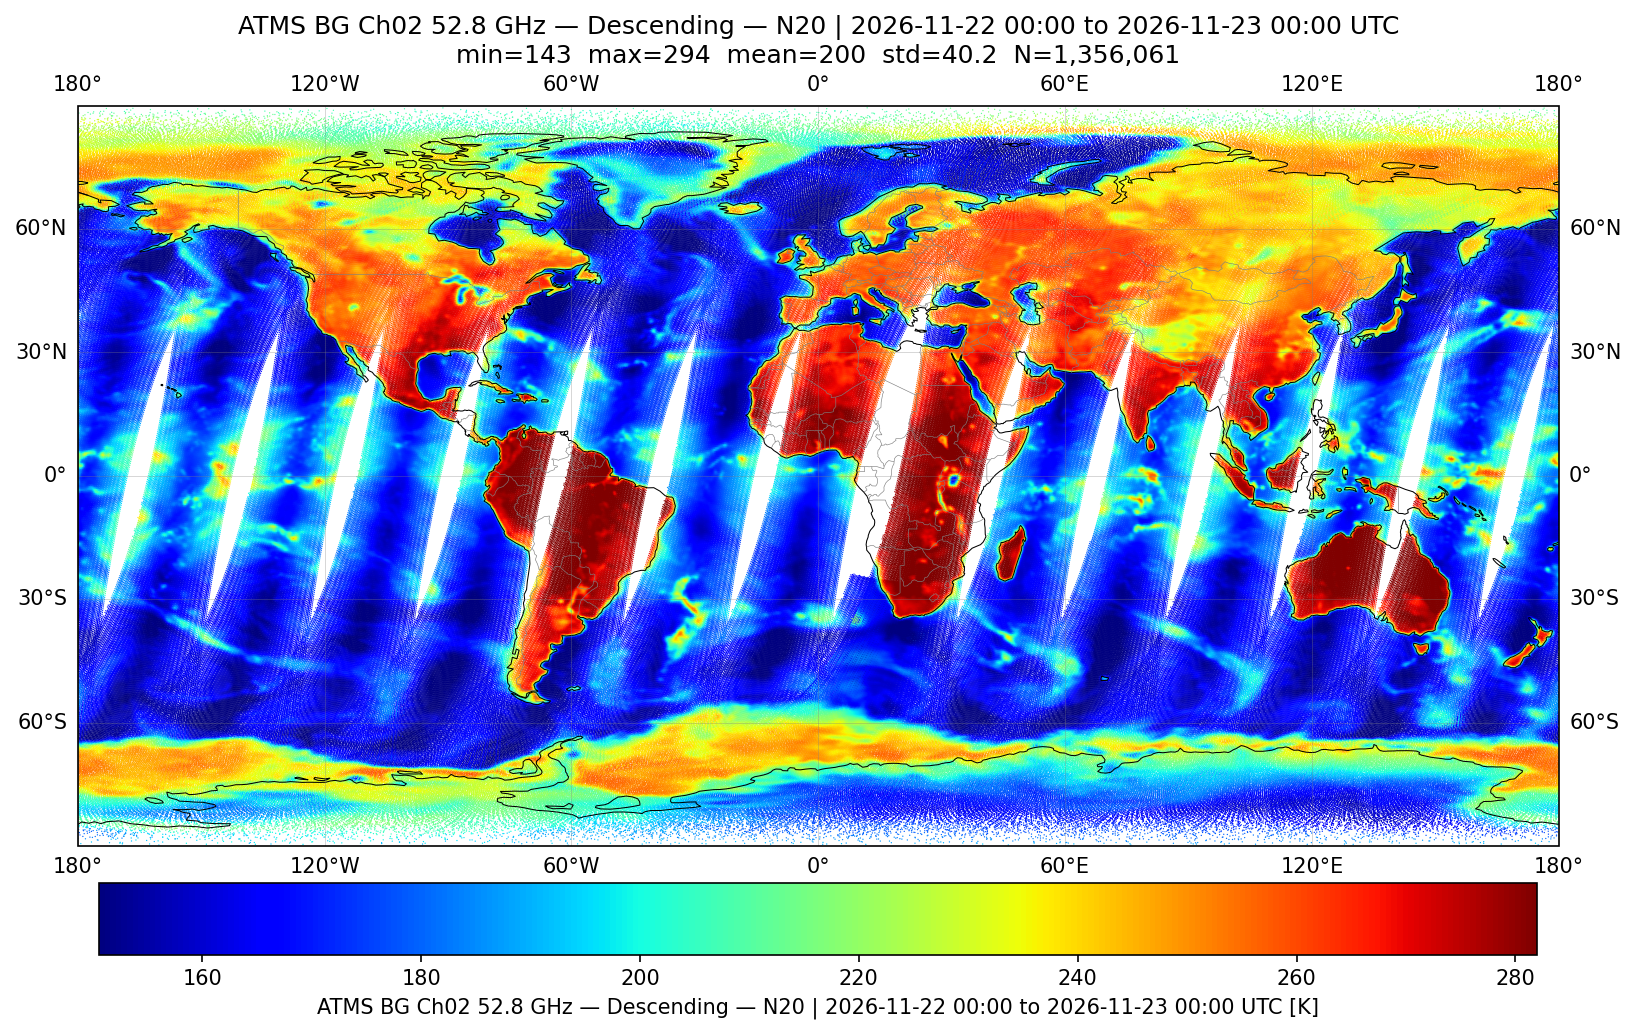 ATMS BG Ch02 52.8 GHz — Descending — N20 | 2026-11-22 00:00 to 2026-11-23 00:00 UTC
min=143  max=294  mean=200  std=40.2  N=1,356,061
180° 120°W 60°W 0° 60°E 120°E 180°
60°N 60°N
30°N 30°N
0° 0°
30°S 30°S
60°S 60°S
180° 120°W 60°W 0° 60°E 120°E 180°
160 180 200 220 240 260 280
ATMS BG Ch02 52.8 GHz — Descending — N20 | 2026-11-22 00:00 to 2026-11-23 00:00 UTC [K]